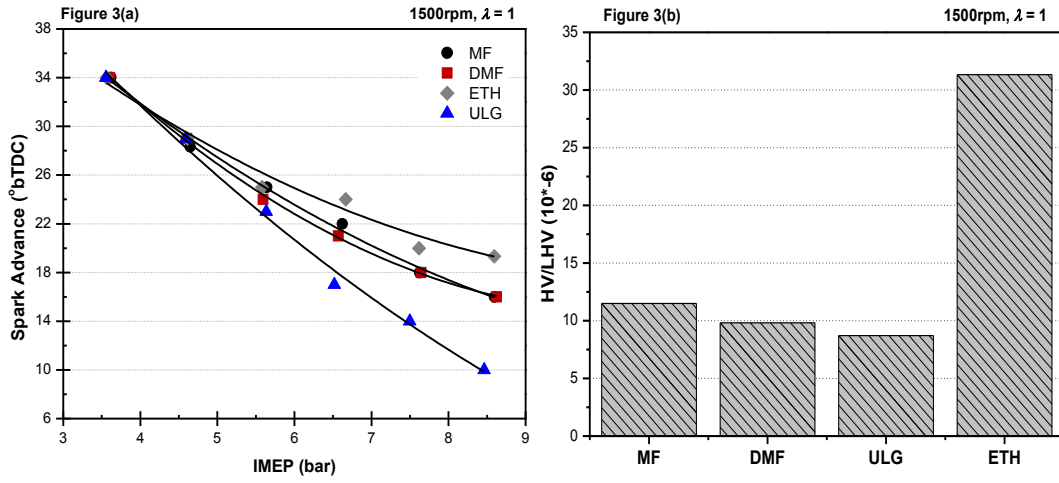 Figure 3(a)
1500rpm, λ = 1
38
34
30
26
22
18
14
10
6
Spark Advance (°bTDC)
MF
DMF
ETH
ULG
3
4
5
6
7
8
9
IMEP (bar)
Figure 3(b)
1500rpm, λ = 1
35
30
25
20
15
10
5
0
HV/LHV (10*-6)
MF
DMF
ULG
ETH